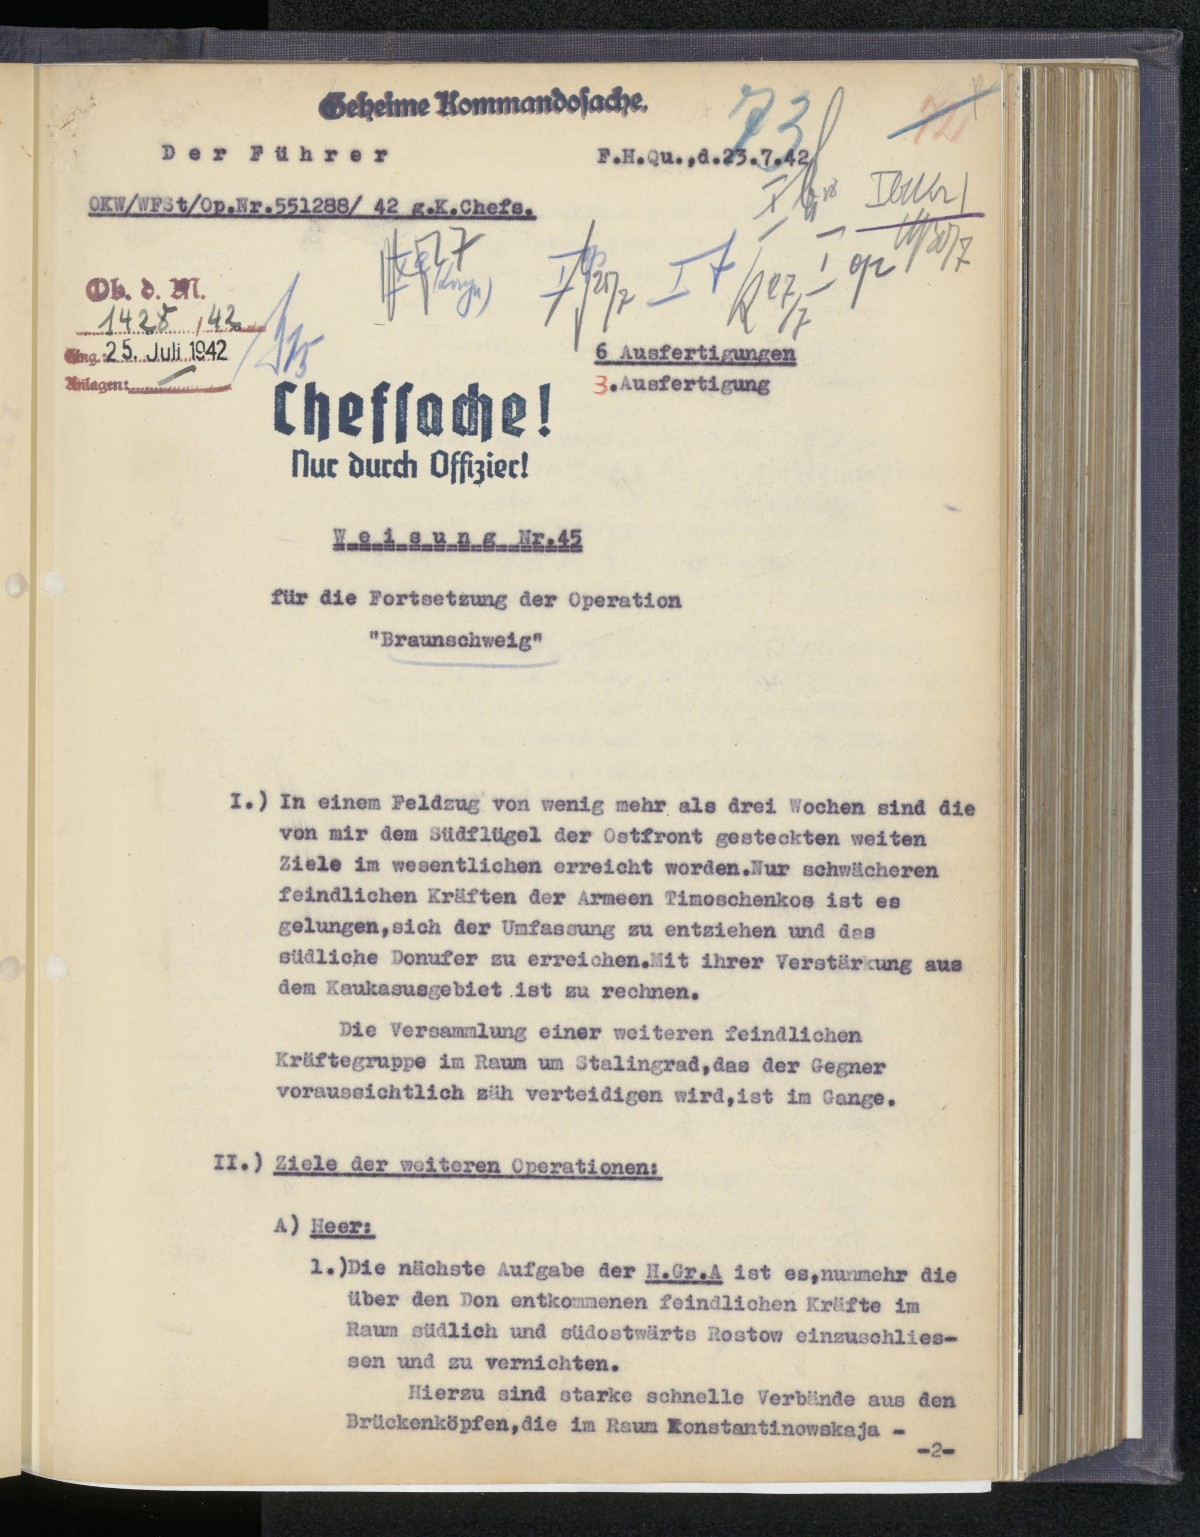 Geheime Kommandosache.
73
72
Der Führer
F.H.Qu.,d.23.7.42
OKW/WFSt/Op.Nr.551288/ 42 g.K.Chefs.
Ob. d. M.
1428 / 42
Eng. 25. Juli 1942
Anlagen:
6 Ausfertigungen
3.Ausfertigung
Chefsache!
Nur durch Offizier!
Weisung Nr.45
für die Fortsetzung der Operation
"Braunschweig"
I.) In einem Feldzug von wenig mehr als drei Wochen sind die
von mir dem Südflügel der Ostfront gesteckten weiten
Ziele im wesentlichen erreicht worden.Nur schwächeren
feindlichen Kräften der Armeen Timoschenkos ist es
gelungen,sich der Umfassung zu entziehen und das
südliche Donufer zu erreichen.Mit ihrer Verstärkung aus
dem Kaukasusgebiet ist zu rechnen.
Die Versammlung einer weiteren feindlichen
Kräftegruppe im Raum um Stalingrad,das der Gegner
voraussichtlich zäh verteidigen wird,ist im Gange.
II.) Ziele der weiteren Operationen:
A) Heer:
1.)Die nächste Aufgabe der H.Gr.A ist es,nunmehr die
über den Don entkommenen feindlichen Kräfte im
Raum südlich und südostwärts Rostow einzuschlies-
sen und zu vernichten.
Hierzu sind starke schnelle Verbände aus den
Brückenköpfen,die im Raum Konstantinowskaja -
-2-